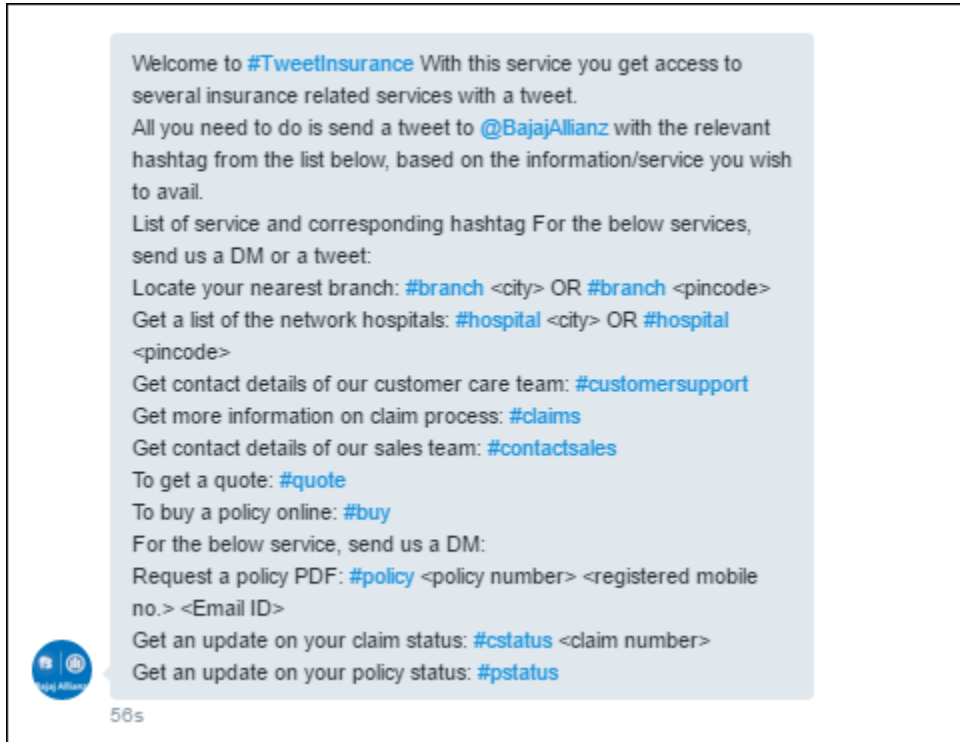 Welcome to #TweetInsurance With this service you get access to
several insurance related services with a tweet.
All you need to do is send a tweet to @BajajAllianz with the relevant
hashtag from the list below, based on the information/service you wish
to avail.
List of service and corresponding hashtag For the below services,
send us a DM or a tweet:
Locate your nearest branch: #branch <city> OR #branch <pincode>
Get a list of the network hospitals: #hospital <city> OR #hospital
<pincode>
Get contact details of our customer care team: #customersupport
Get more information on claim process: #claims
Get contact details of our sales team: #contactsales
To get a quote: #quote
To buy a policy online: #buy
For the below service, send us a DM:
Request a policy PDF: #policy <policy number> <registered mobile
no.> <Email ID>
Get an update on your claim status: #cstatus <claim number>
Get an update on your policy status: #pstatus
56s